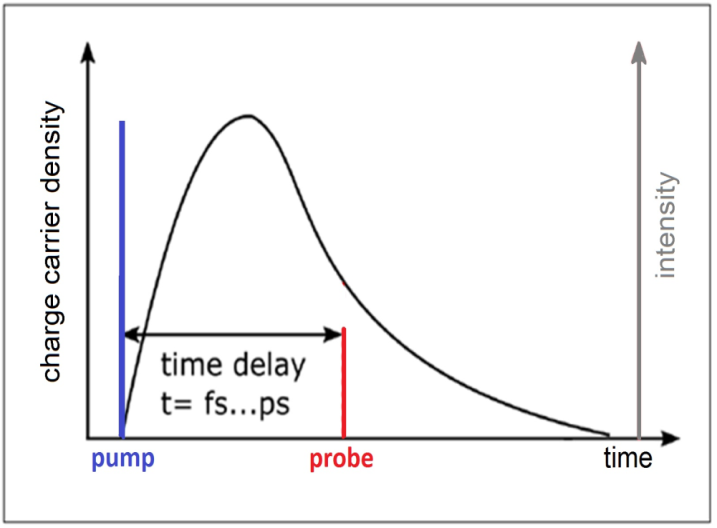 charge carrier density
intensity
time delay
t= fs...ps
pump
probe
time